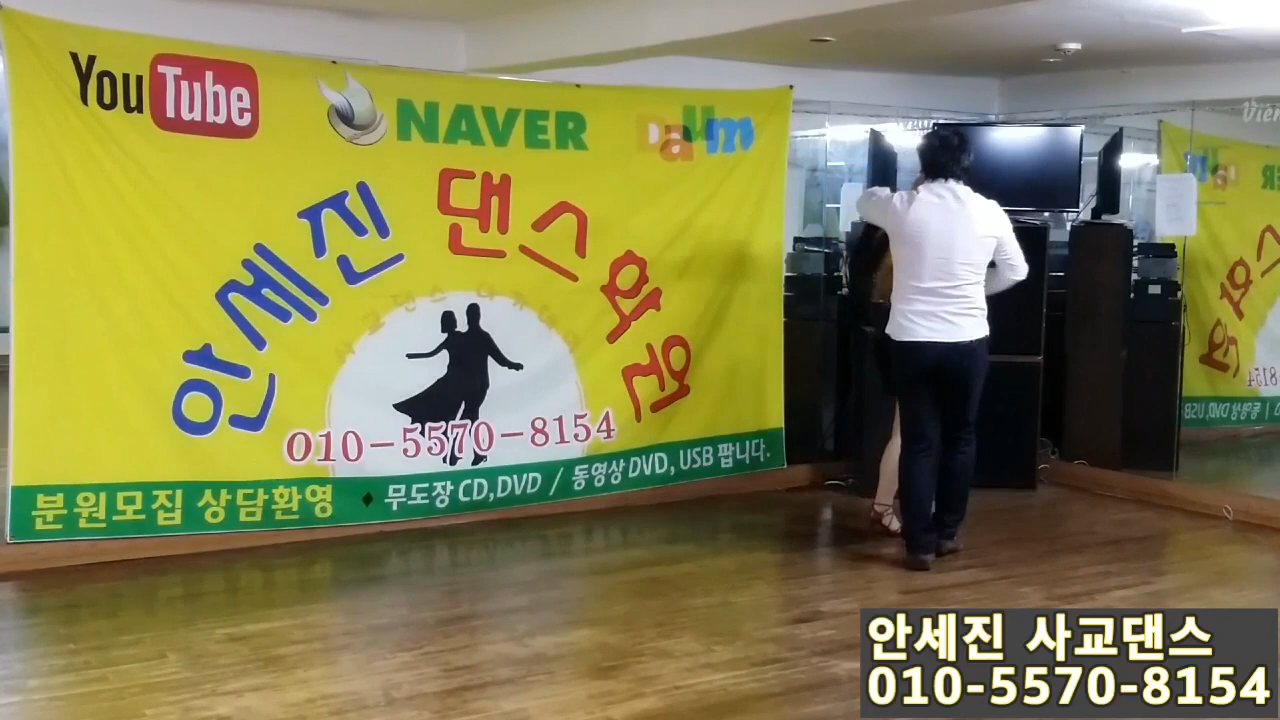 YouTube
NAVER
Daum
안세진 댄스학원
010-5570-8154
분원모집 상담환영 ♦ 무도장 CD,DVD / 동영상 DVD, USB 팝니다.
안세진 사교댄스
010-5570-8154